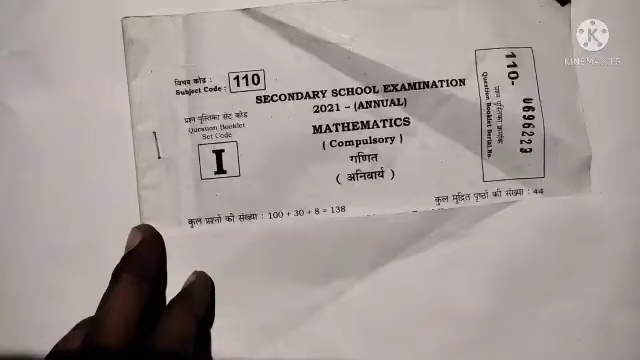 विषय कोड :
Subject Code : 110
प्रश्न पुस्तिका सेट कोड
Question Booklet
Set Code
I
SECONDARY SCHOOL EXAMINATION
2021 – (ANNUAL)
MATHEMATICS
( Compulsory )
गणित
( अनिवार्य )
110-
प्रश्न पुस्तिका क्रमांक
Question Booklet Serial No.
0696229
कुल प्रश्नों की संख्या : 100 + 30 + 8 = 138
कुल मुद्रित पृष्ठों की संख्या : 44
KINEMASTER